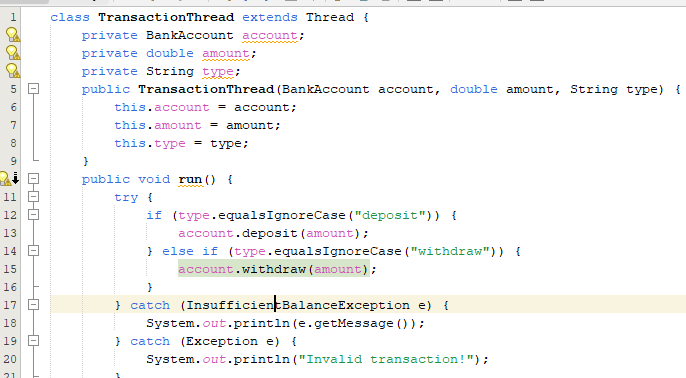 1 class TransactionThread extends Thread {
private BankAccount account;
private double amount;
private String type;
5 public TransactionThread(BankAccount account, double amount, String type) {
6 this.account = account;
7 this.amount = amount;
8 this.type = type;
9 }
public void run() {
11 try {
12 if (type.equalsIgnoreCase("deposit")) {
13 account.deposit(amount);
14 } else if (type.equalsIgnoreCase("withdraw")) {
15 account.withdraw(amount);
16 }
17 } catch (InsufficientBalanceException e) {
18 System.out.println(e.getMessage());
19 } catch (Exception e) {
20 System.out.println("Invalid transaction!");
21 }